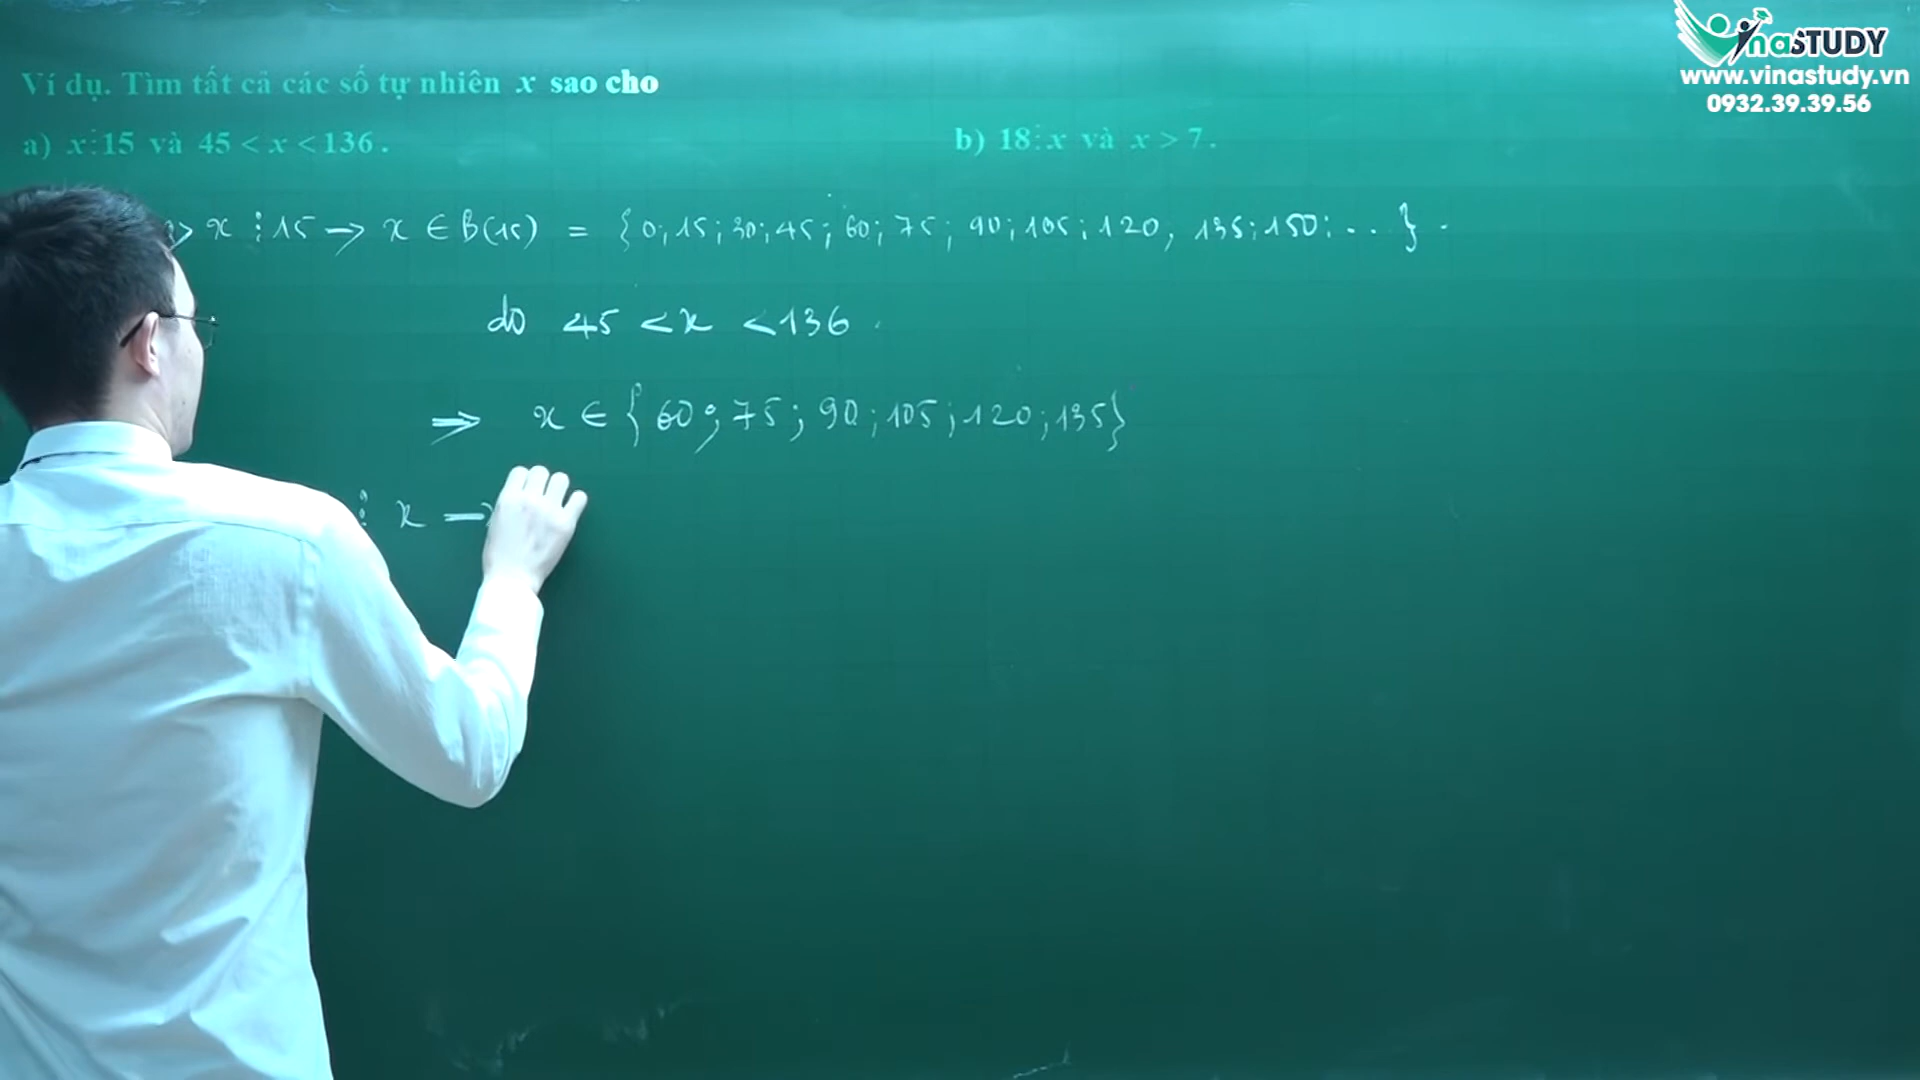 VinaSTUDY
www.vinastudy.vn
0932.39.39.56
Ví dụ. Tìm tất cả các số tự nhiên x sao cho
a) x⋮15 và 45 < x < 136.
b) 18⋮x và x > 7.
x ⋮ 15 → x ∈ B(15) = {0; 15; 30; 45; 60; 75; 90; 105; 120; 135; 150; ... }.
do 45 < x < 136.
⇒ x ∈ {60; 75; 90; 105; 120; 135}
⋮ x →